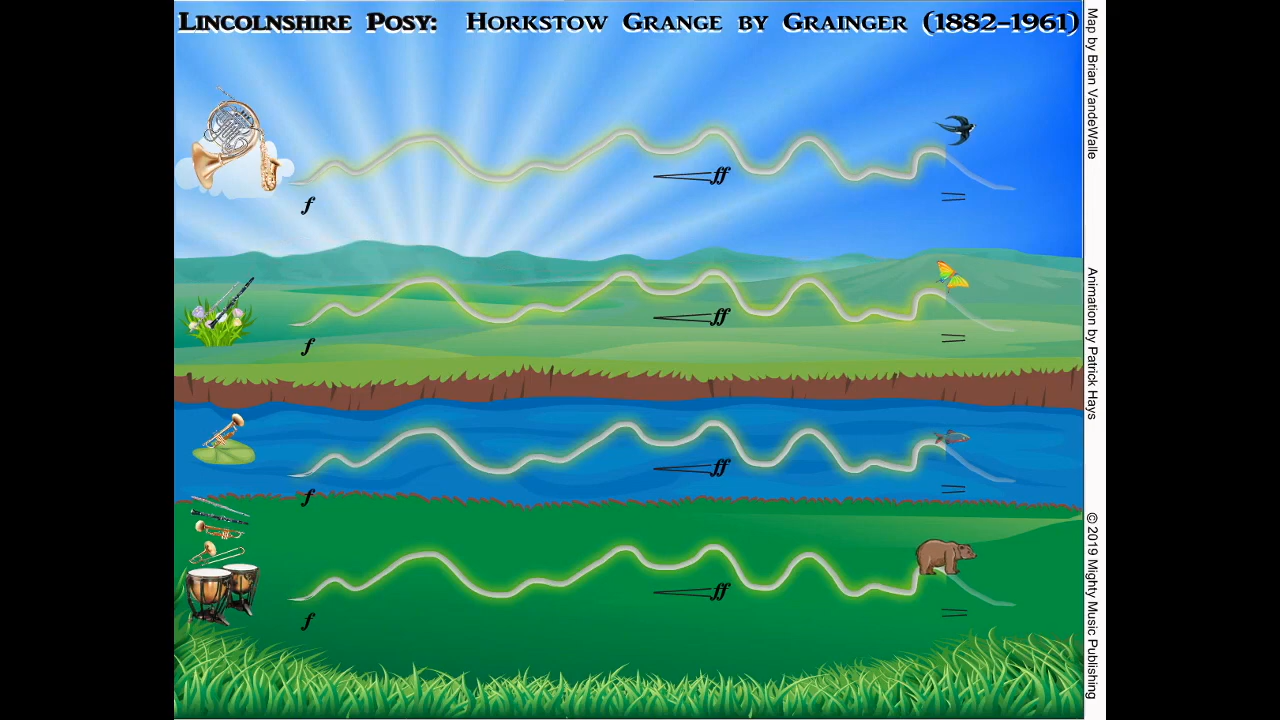 Lincolnshire Posy: Horkstow Grange by Grainger (1882-1961)
f
ff
f
ff
f
ff
f
ff
Map by Brian VandeWalle
Animation by Patrick Hays
© 2019 Mighty Music Publishing